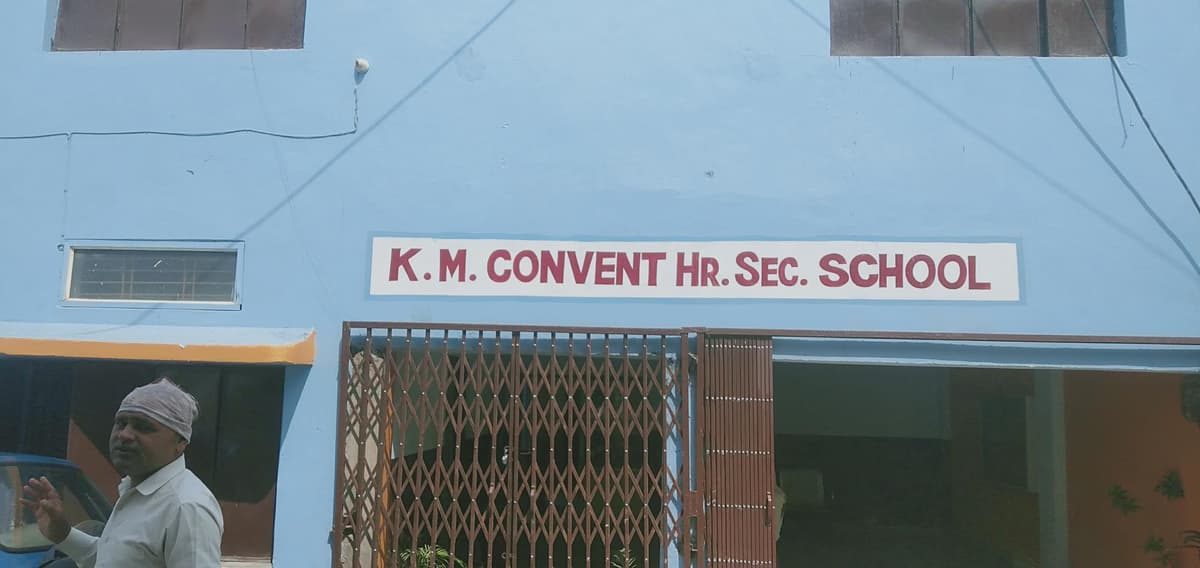 K.M. CONVENT HR. SEC. SCHOOL